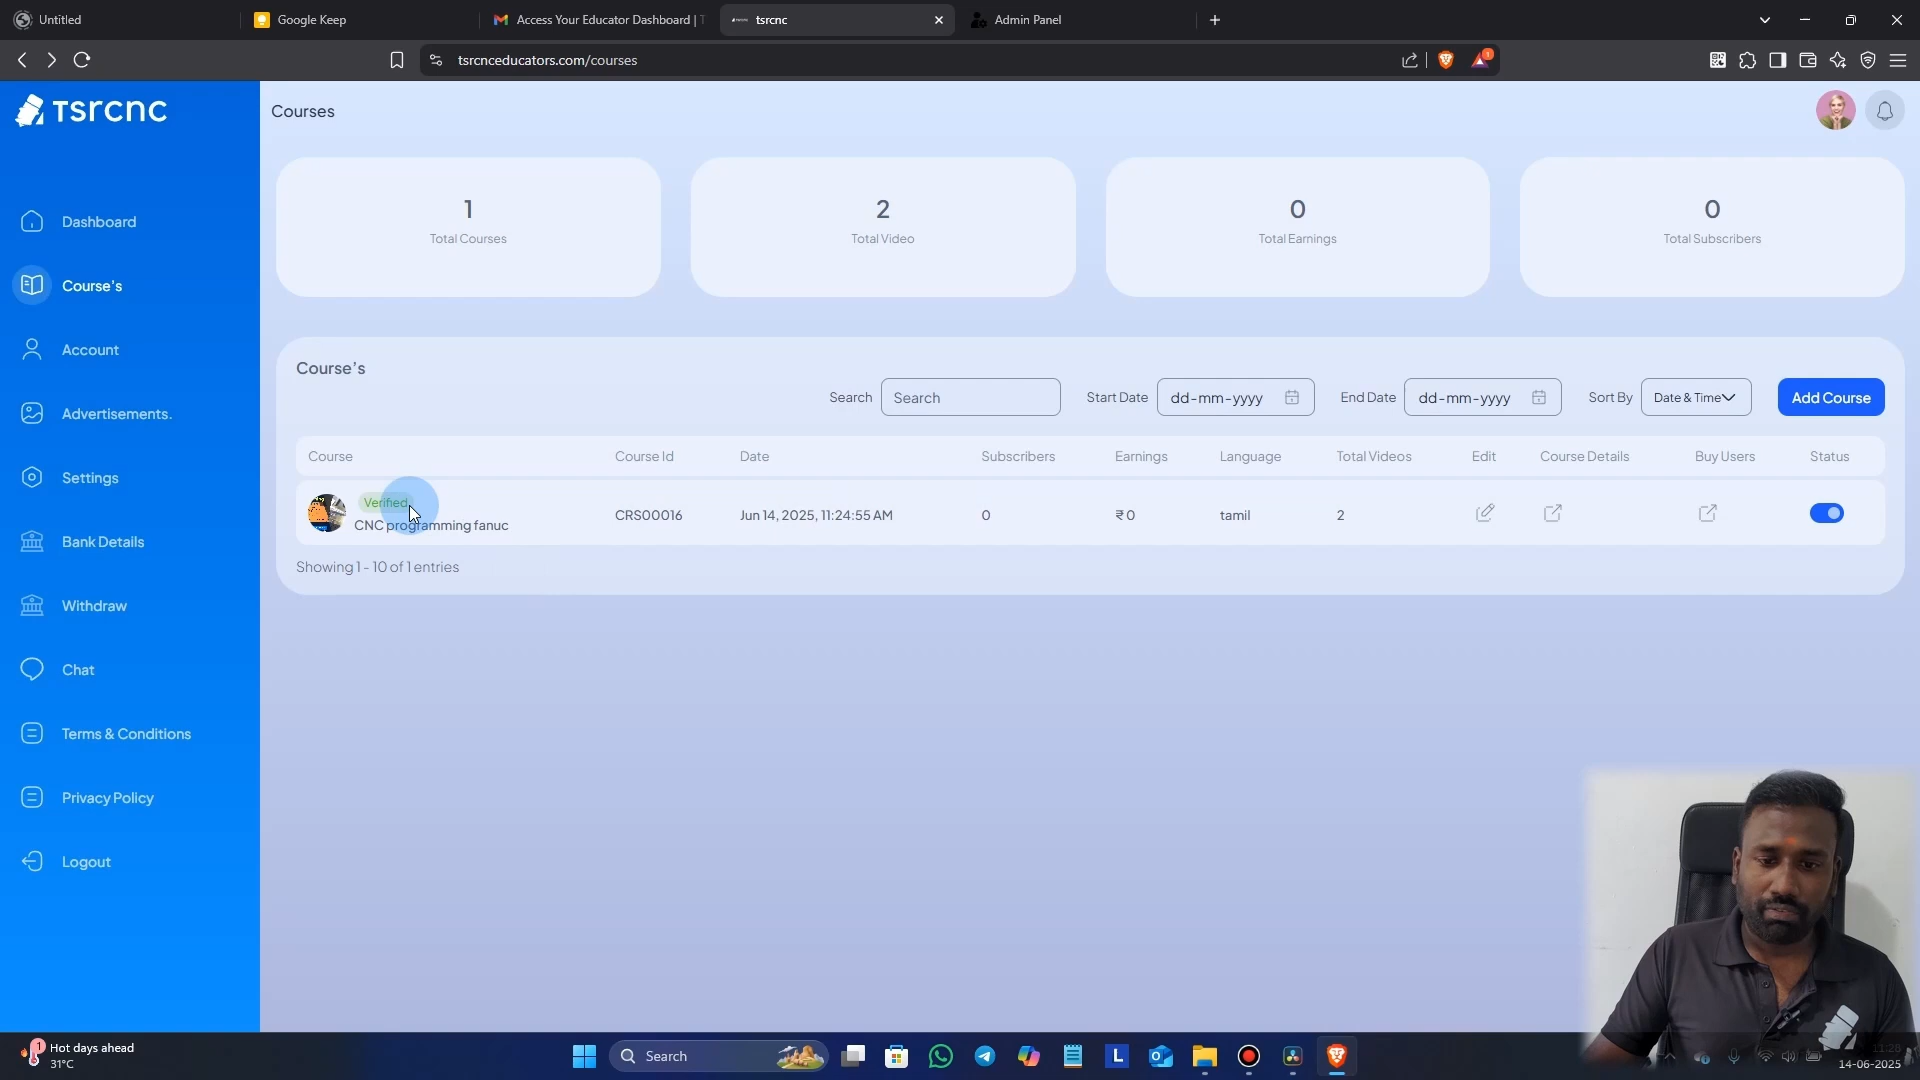 Untitled
Google Keep
Access Your Educator Dashboard | T
tsrcnc
Admin Panel
tsrcnceducators.com/courses
1
TSrcnc
Courses
Dashboard
Course's
Account
Advertisements.
Settings
Bank Details
Withdraw
Chat
Terms & Conditions
Privacy Policy
Logout
1
Total Courses
2
Total Video
0
Total Earnings
0
Total Subscribers
Course's
Search Search Start Date dd-mm-yyyy End Date dd-mm-yyyy Sort By Date & Time Add Course
Course Course Id Date Subscribers Earnings Language Total Videos Edit Course Details Buy Users Status
Verified
CNC programming fanuc CRS00016 Jun 14, 2025, 11:24:55 AM 0 ₹ 0 tamil 2
Showing 1 - 10 of 1 entries
1
Hot days ahead
31°C
Search
L
14-06-2025